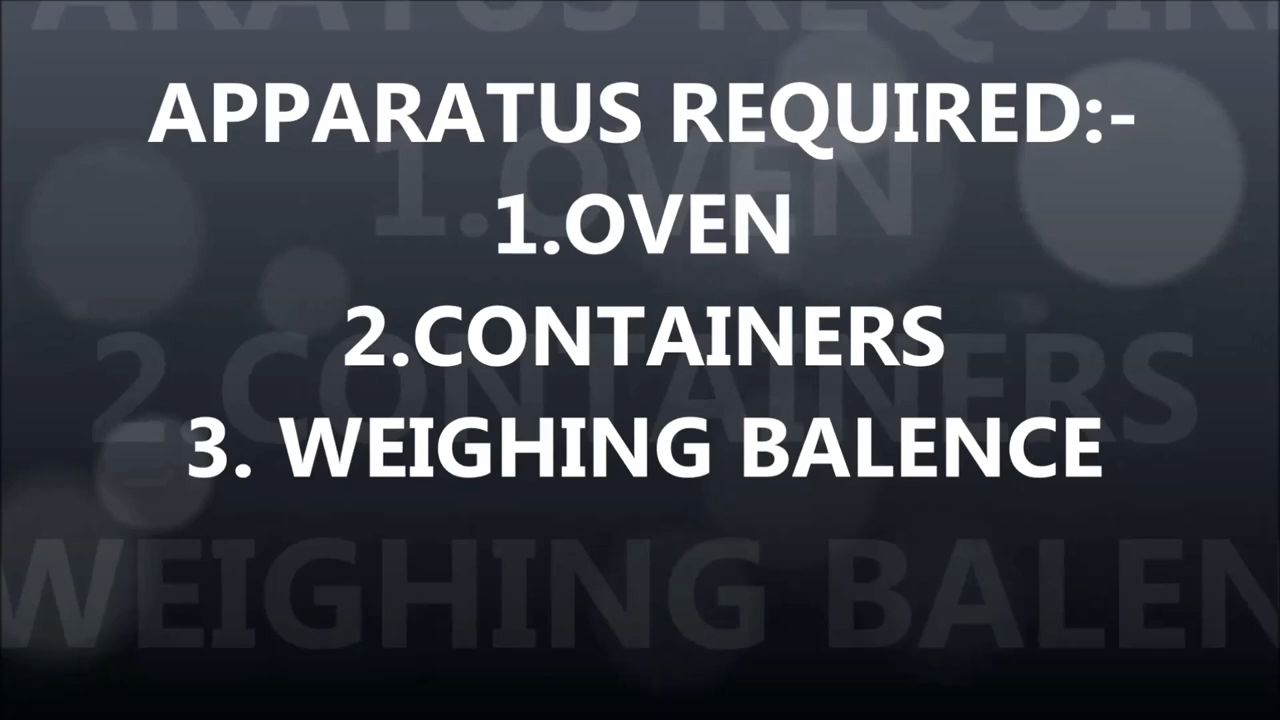 APPARATUS REQUIRED:-
1.OVEN
2.CONTAINERS
3. WEIGHING BALENCE